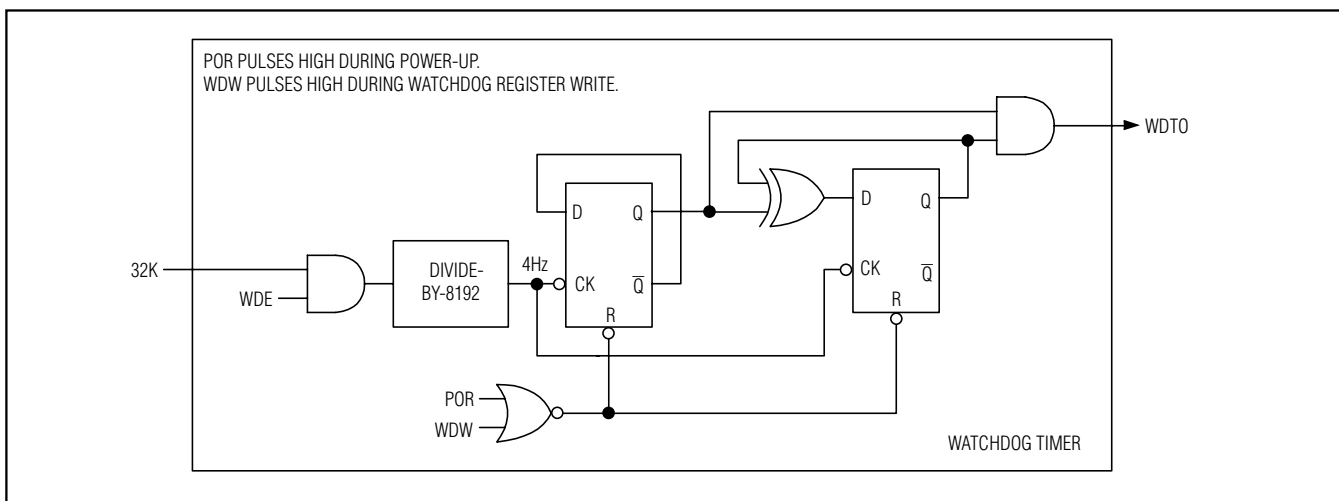 POR PULSES HIGH DURING POWER-UP.
WDW PULSES HIGH DURING WATCHDOG REGISTER WRITE.
WDTO
D
Q
D
Q
4Hz
32K
DIVIDE-
BY-8192
CK
Q̅
CK
Q̅
WDE
R
R
POR
WDW
WATCHDOG TIMER